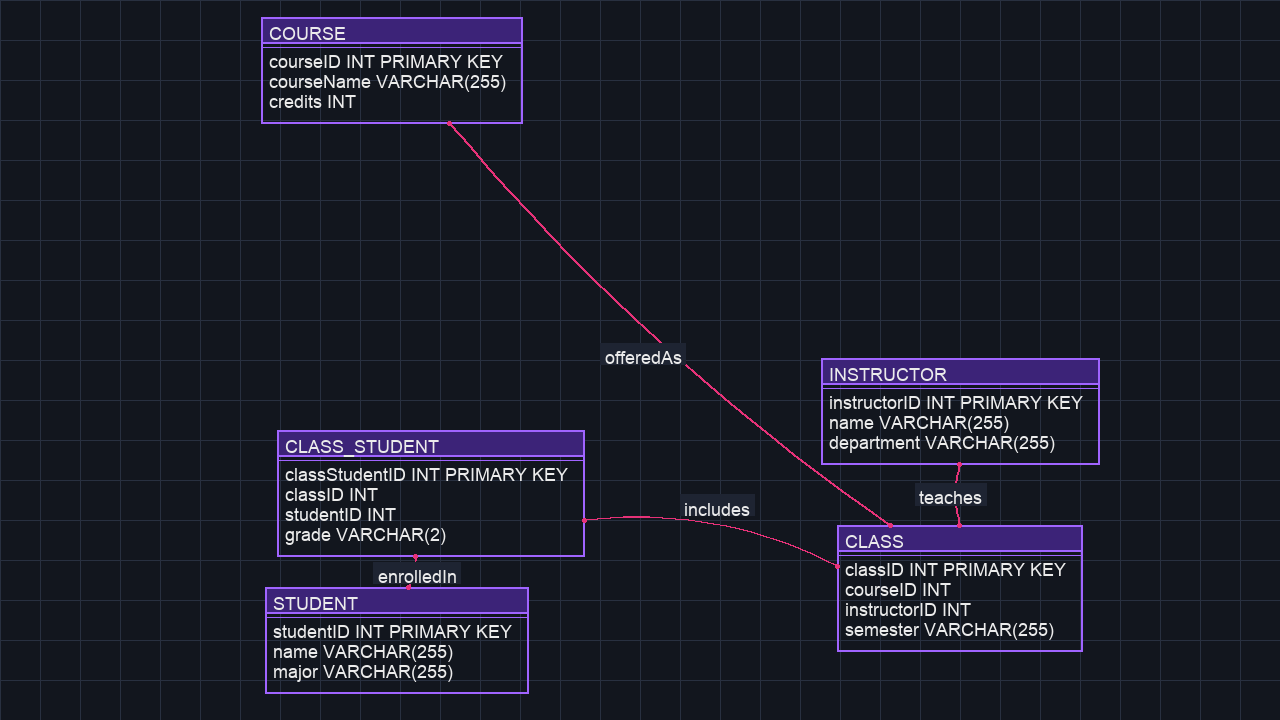 COURSE
courseID INT PRIMARY KEY
courseName VARCHAR(255)
credits INT
offeredAs
INSTRUCTOR
instructorID INT PRIMARY KEY
name VARCHAR(255)
department VARCHAR(255)
teaches
CLASS_STUDENT
classStudentID INT PRIMARY KEY
classID INT
studentID INT
grade VARCHAR(2)
includes
CLASS
classID INT PRIMARY KEY
courseID INT
instructorID INT
semester VARCHAR(255)
enrolledIn
STUDENT
studentID INT PRIMARY KEY
name VARCHAR(255)
major VARCHAR(255)